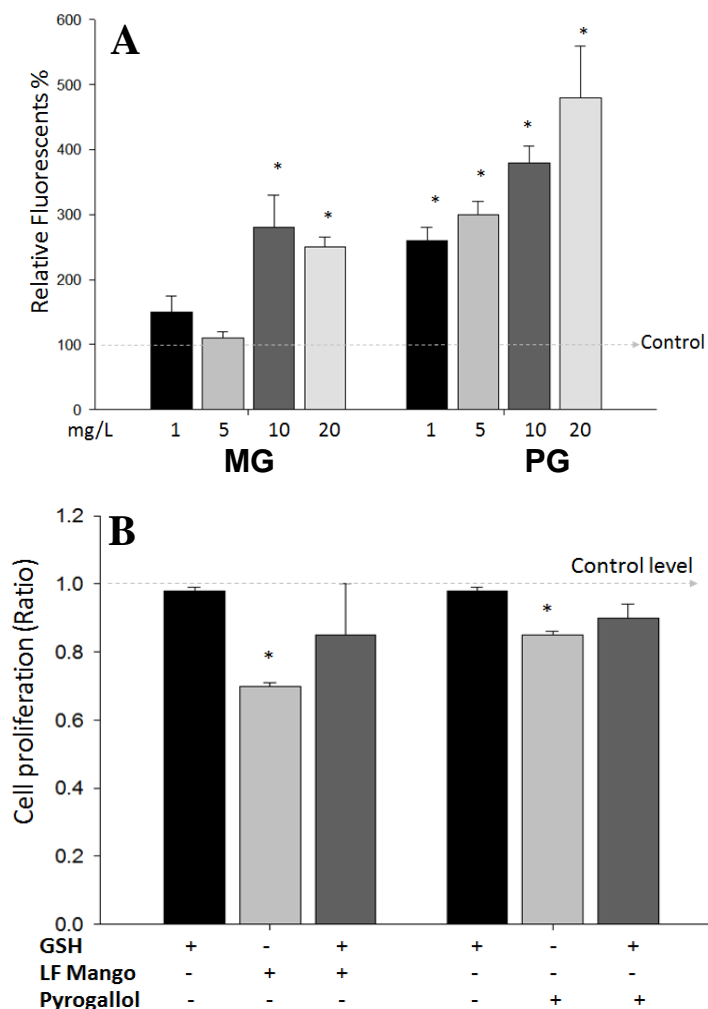 A
Relative Fluorescents %
600
500
400
300
200
100
0
* * * * * *
Control
mg/L 1 5 10 20 1 5 10 20
MG PG
B
Cell proliferation (Ratio)
1.2
1.0
0.8
0.6
0.4
0.2
0.0
Control level
* *
GSH + - + + - +
LF Mango - + + - - -
Pyrogallol - - - - + +